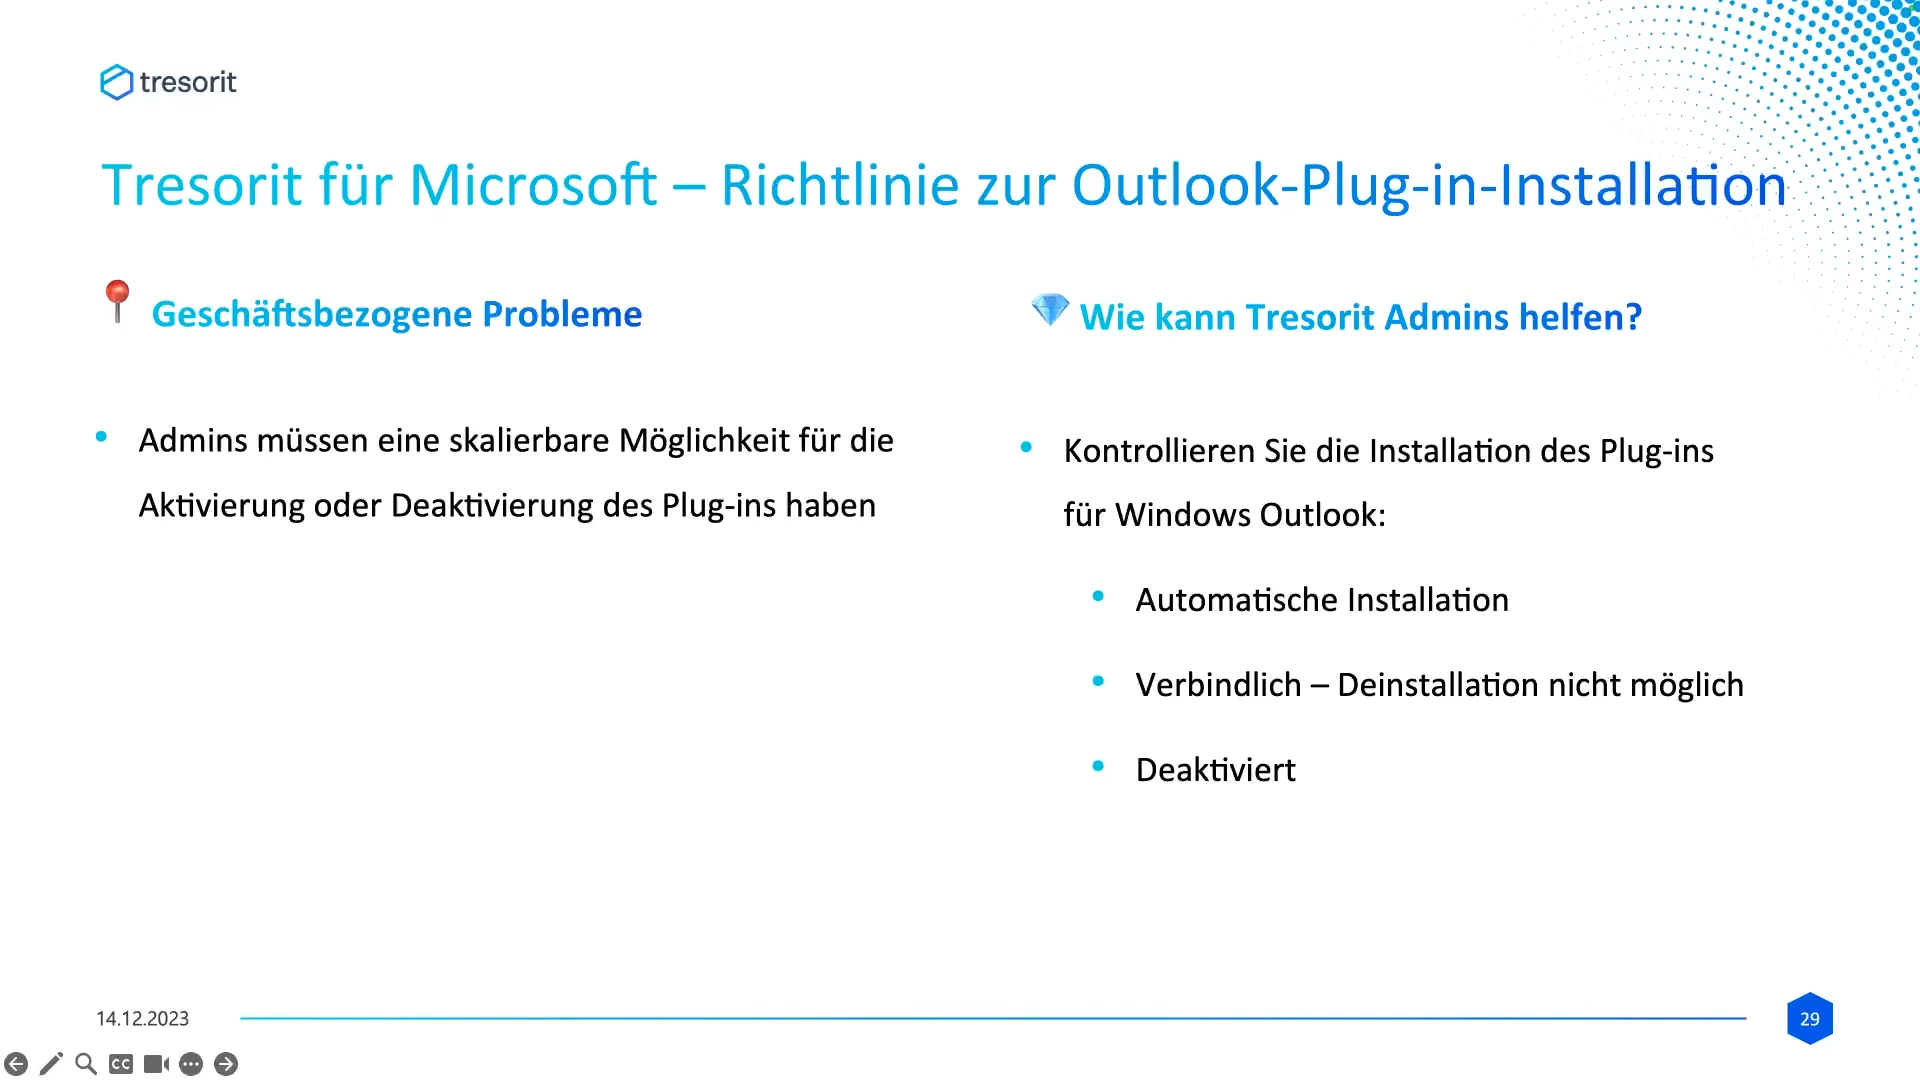 tresorit
Tresorit für Microsoft – Richtlinie zur Outlook-Plug-in-Installation
Geschäftsbezogene Probleme
Admins müssen eine skalierbare Möglichkeit für die
Aktivierung oder Deaktivierung des Plug-ins haben
Wie kann Tresorit Admins helfen?
Kontrollieren Sie die Installation des Plug-ins
für Windows Outlook:
Automatische Installation
Verbindlich – Deinstallation nicht möglich
Deaktiviert
14.12.2023
29
CC